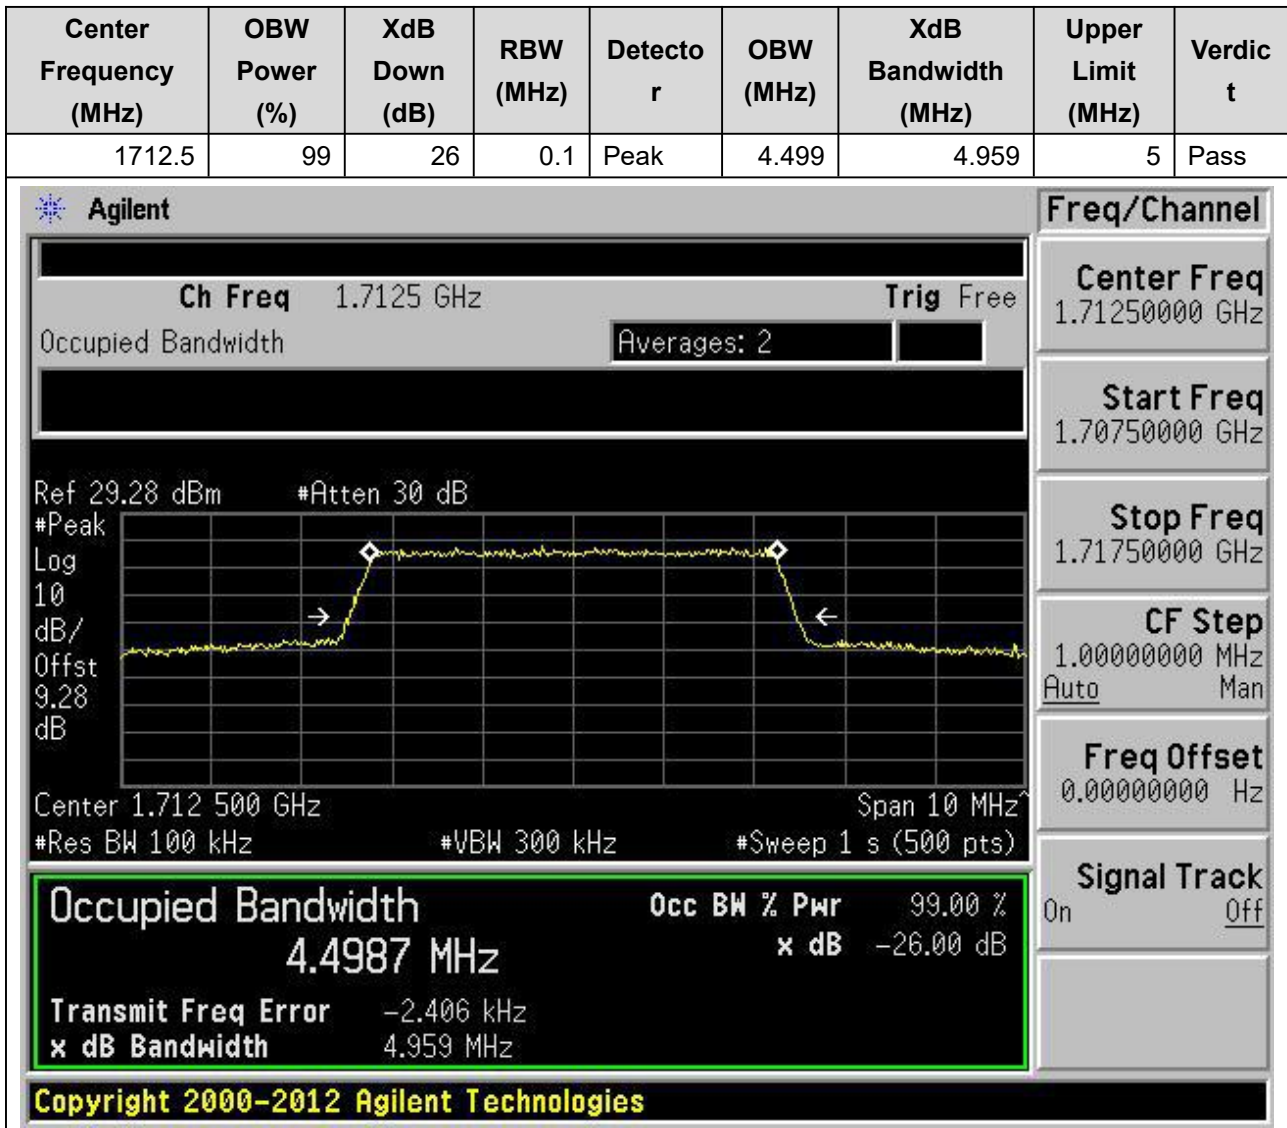 Center Frequency (MHz) OBW Power (%) XdB Down (dB) RBW (MHz) Detector OBW (MHz) XdB Bandwidth (MHz) Upper Limit (MHz) Verdict
1712.5 99 26 0.1 Peak 4.499 4.959 5 Pass
Agilent
Ch Freq 1.7125 GHz Trig Free
Occupied Bandwidth Averages: 2
Ref 29.28 dBm #Atten 30 dB
#Peak
Log
10
dB/
Offst
9.28
dB
Center 1.712 500 GHz Span 10 MHz^
#Res BW 100 kHz #VBW 300 kHz #Sweep 1 s (500 pts)
Occupied Bandwidth Occ BW % Pwr 99.00 %
4.4987 MHz x dB -26.00 dB
Transmit Freq Error -2.406 kHz
x dB Bandwidth 4.959 MHz
Copyright 2000-2012 Agilent Technologies
Freq/Channel
Center Freq
1.71250000 GHz
Start Freq
1.70750000 GHz
Stop Freq
1.71750000 GHz
CF Step
1.00000000 MHz
Auto Man
Freq Offset
0.00000000 Hz
Signal Track
On Off